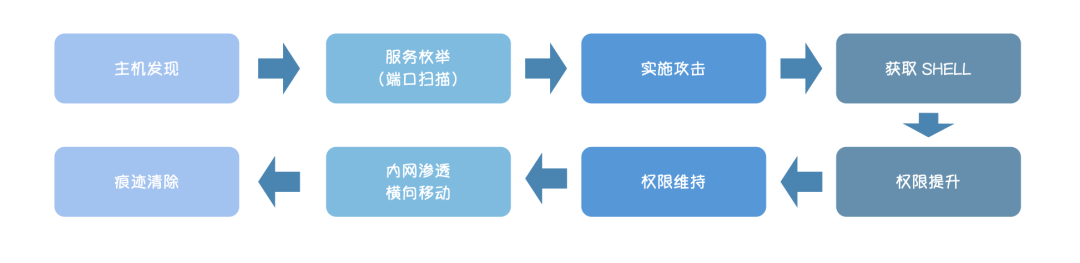 主机发现
服务枚举
（端口扫描）
实施攻击
获取 SHELL
权限提升
权限维持
内网渗透
横向移动
痕迹清除